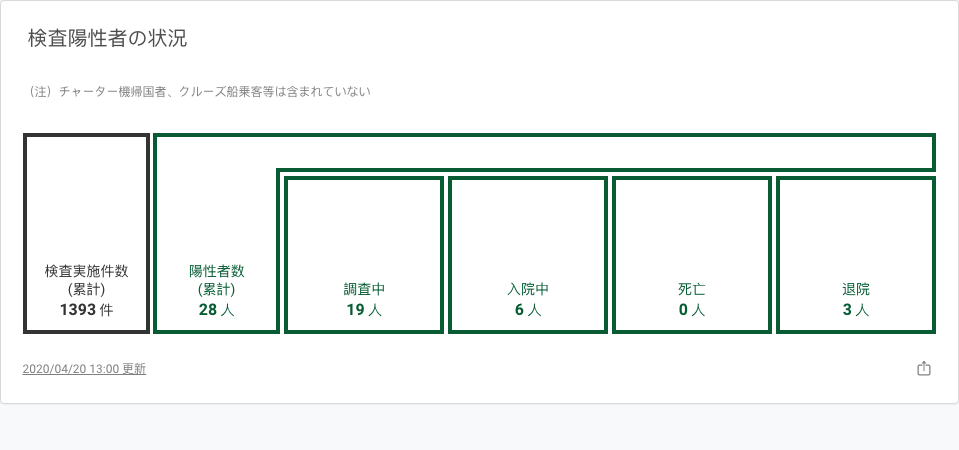 検査陽性者の状況
（注）チャーター機帰国者、クルーズ船乗客等は含まれていない
検査実施件数
(累計)
1393 件
陽性者数
(累計)
28 人
調査中
19 人
入院中
6 人
死亡
0 人
退院
3 人
2020/04/20 13:00 更新